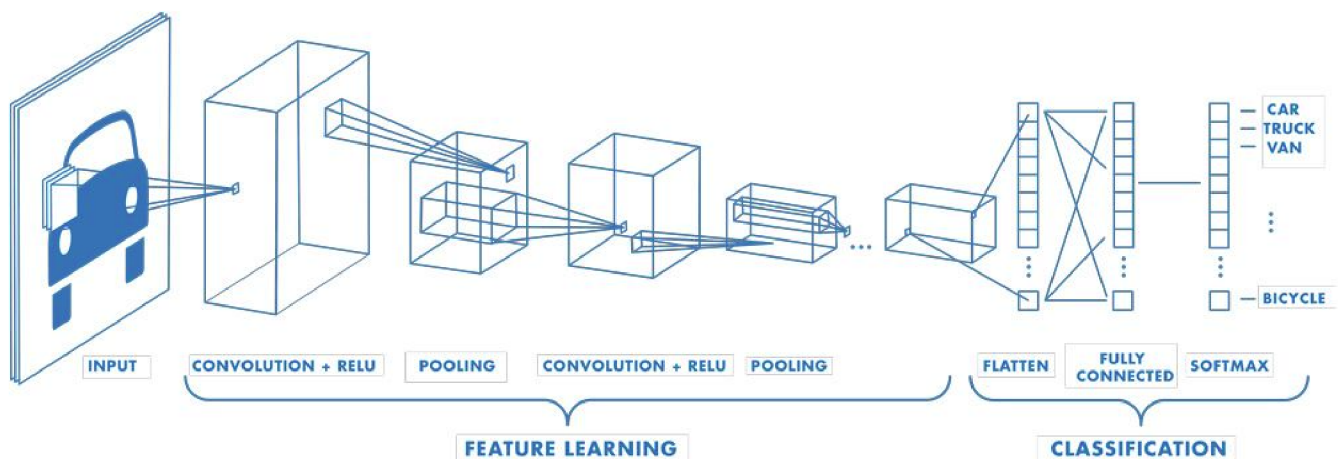 CAR
TRUCK
VAN
BICYCLE
INPUT
CONVOLUTION + RELU
POOLING
CONVOLUTION + RELU
POOLING
FLATTEN
FULLY
CONNECTED
SOFTMAX
FEATURE LEARNING
CLASSIFICATION